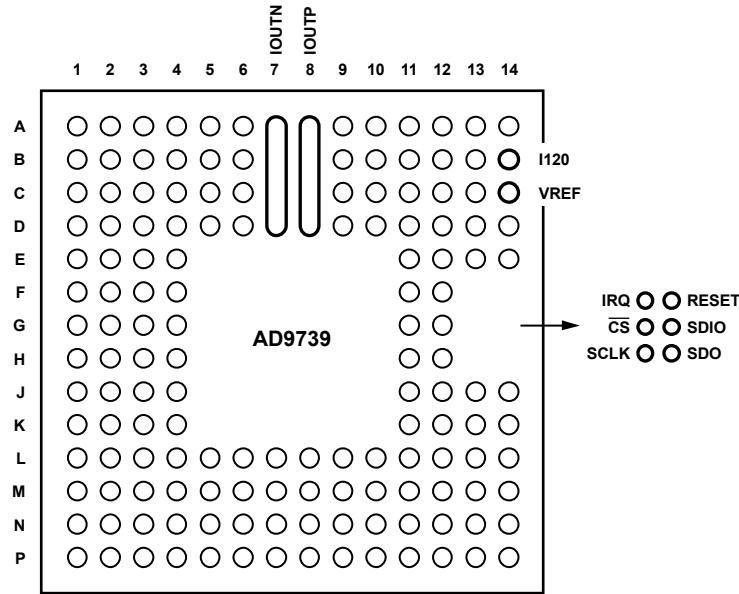 IOUTN
IOUTP
1 2 3 4 5 6 7 8 9 10 11 12 13 14
A
B I120
C VREF
D
E
F
IRQ RESET
G AD9739 CS SDIO
H SCLK SDO
J
K
L
M
N
P